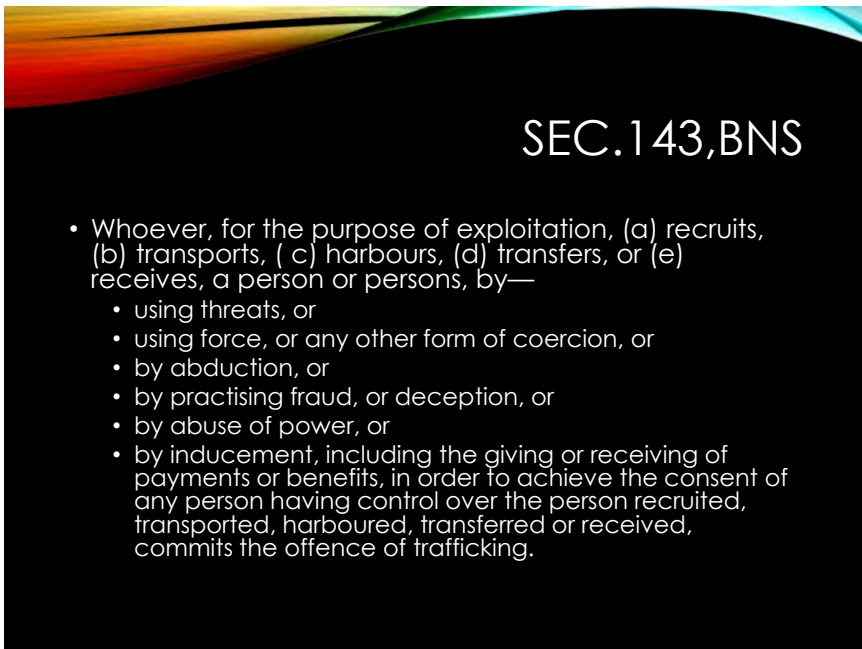 SEC.143,BNS
• Whoever, for the purpose of exploitation, (a) recruits,
(b) transports, ( c) harbours, (d) transfers, or (e)
receives, a person or persons, by—
• using threats, or
• using force, or any other form of coercion, or
• by abduction, or
• by practising fraud, or deception, or
• by abuse of power, or
• by inducement, including the giving or receiving of
payments or benefits, in order to achieve the consent of
any person having control over the person recruited,
transported, harboured, transferred or received,
commits the offence of trafficking.